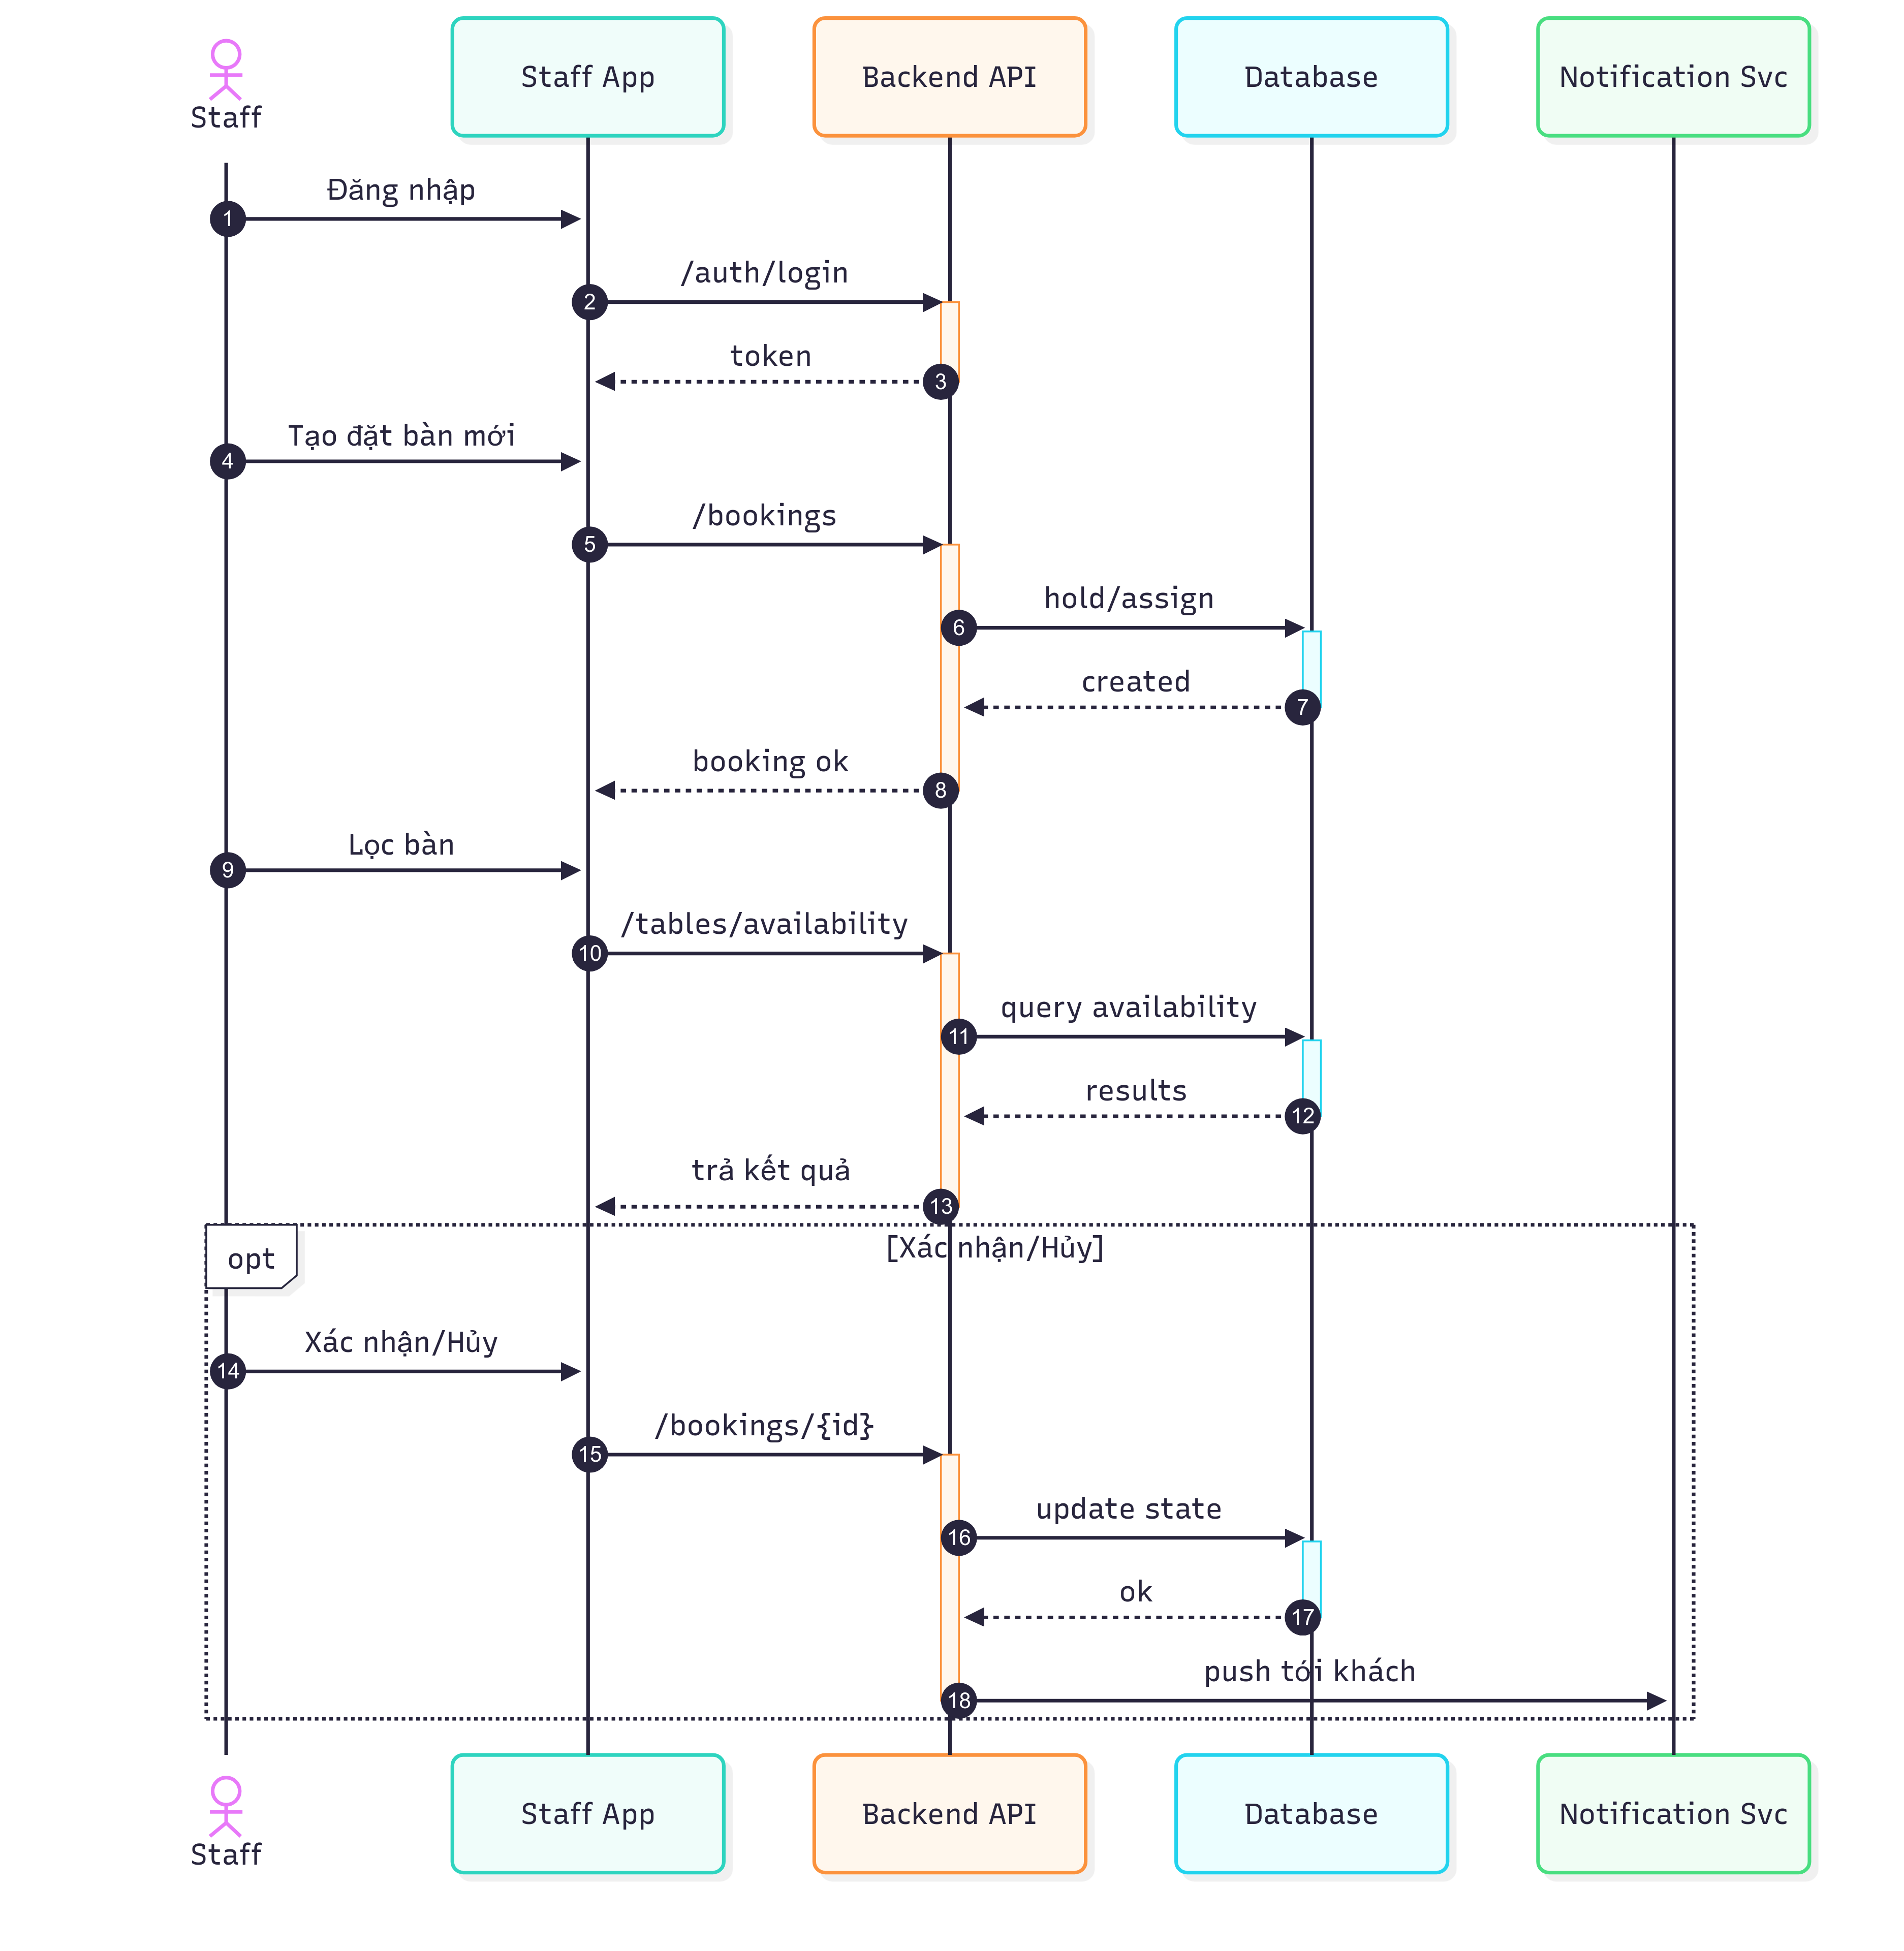 Staff
Staff App
Backend API
Database
Notification Svc
Đăng nhập
1
/auth/login
2
token
3
Tạo đặt bàn mới
4
/bookings
5
hold/assign
6
created
7
booking ok
8
Lọc bàn
9
/tables/availability
10
query availability
11
results
12
trả kết quả
13
opt
[Xác nhận/Hủy]
Xác nhận/Hủy
14
/bookings/{id}
15
update state
16
ok
17
push tới khách
18
Staff
Staff App
Backend API
Database
Notification Svc